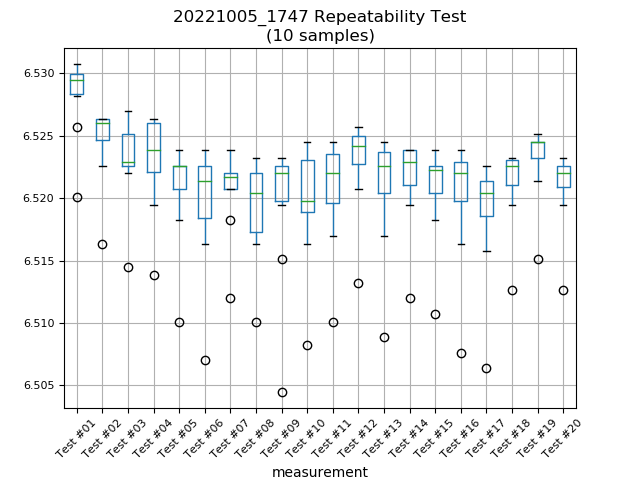 20221005_1747 Repeatability Test
(10 samples)
6.530
6.525
6.520
6.515
6.510
6.505
Test #01
Test #02
Test #03
Test #04
Test #05
Test #06
Test #07
Test #08
Test #09
Test #10
Test #11
Test #12
Test #13
Test #14
Test #15
Test #16
Test #17
Test #18
Test #19
Test #20
measurement